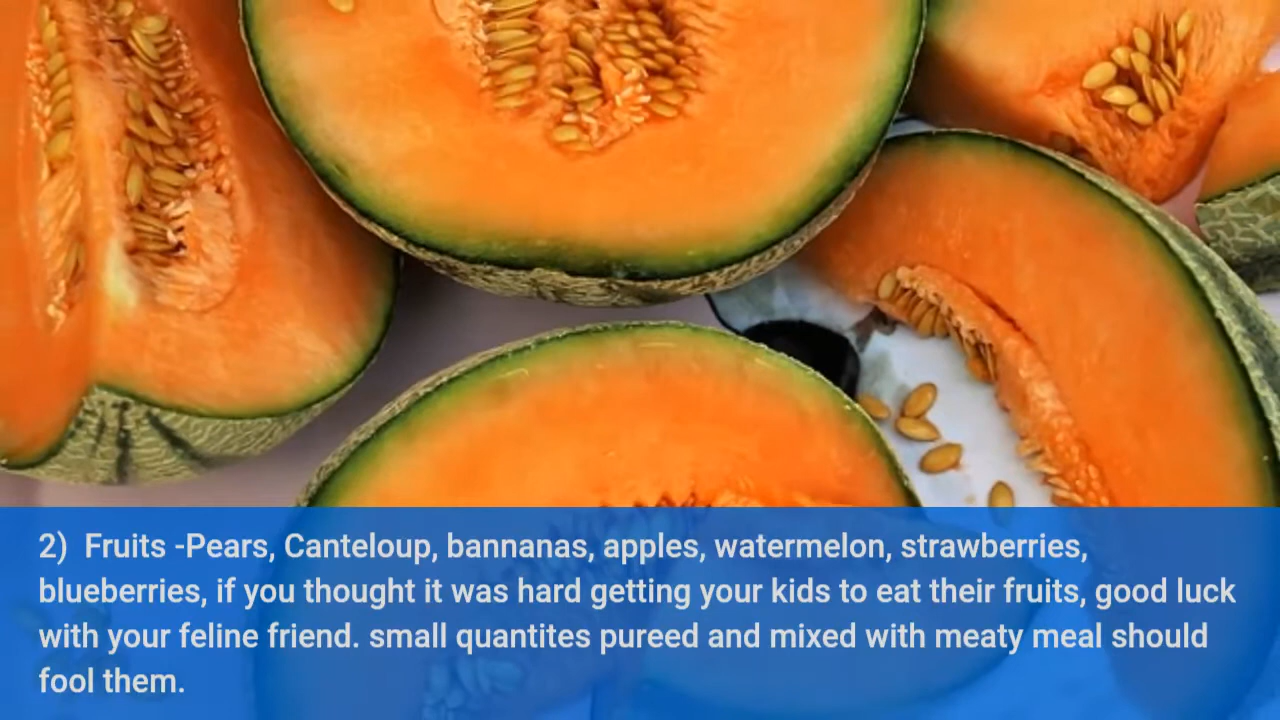 2)  Fruits -Pears, Canteloup, bannanas, apples, watermelon, strawberries,
blueberries, if you thought it was hard getting your kids to eat their fruits, good luck
with your feline friend. small quantites pureed and mixed with meaty meal should
fool them.